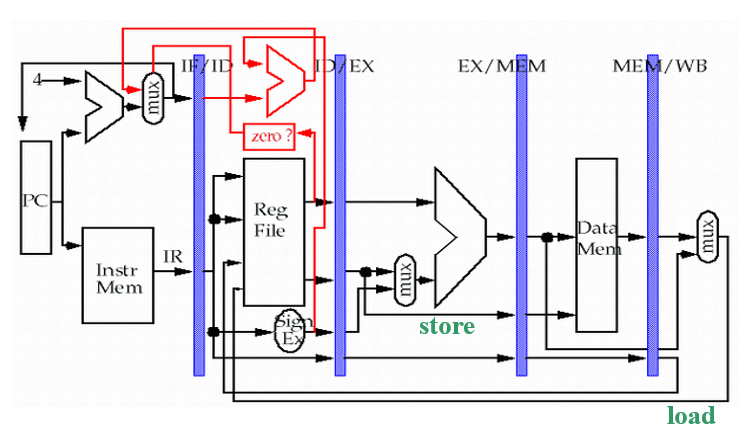 IF/ID
ID/EX
EX/MEM
MEM/WB
4
mux
zero ?
PC
Reg
File
Data
Mem
mux
IR
Instr
Mem
mux
Sign
Ex
store
load